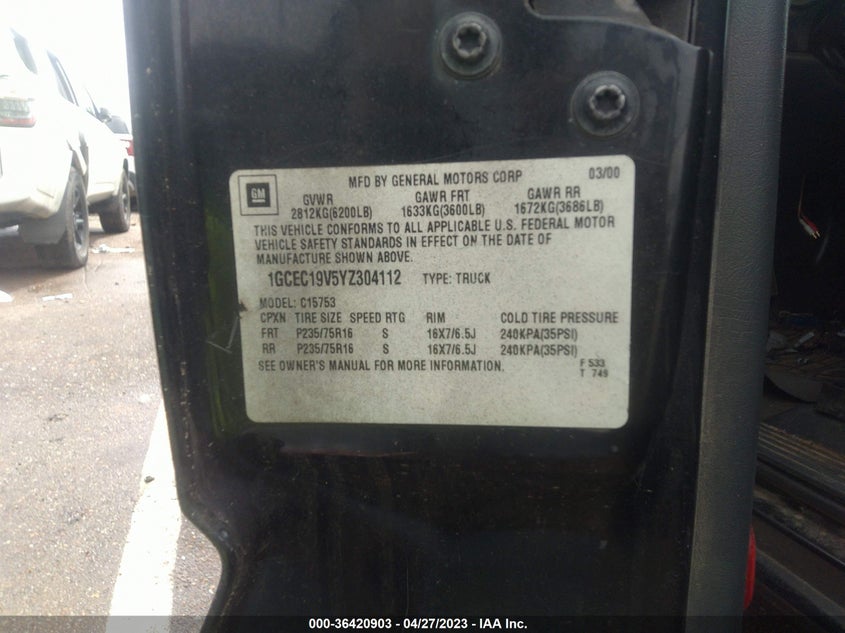 GM
MFD BY GENERAL MOTORS CORP 03/00
GVWR GAWR FRT GAWR RR
2812KG(6200LB) 1633KG(3600LB) 1672KG(3686LB)
THIS VEHICLE CONFORMS TO ALL APPLICABLE U.S. FEDERAL MOTOR
VEHICLE SAFETY STANDARDS IN EFFECT ON THE DATE OF
MANUFACTURE SHOWN ABOVE.
1GCEC19V5YZ304112 TYPE: TRUCK
MODEL: C15753
CPXN TIRE SIZE SPEED RTG RIM COLD TIRE PRESSURE
FRT P235/75R16 S 16X7/6.5J 240KPA(35PSI)
RR P235/75R16 S 16X7/6.5J 240KPA(35PSI)
SEE OWNER'S MANUAL FOR MORE INFORMATION. F 533
T 749
000-36420903 - 04/27/2023 - IAA Inc.